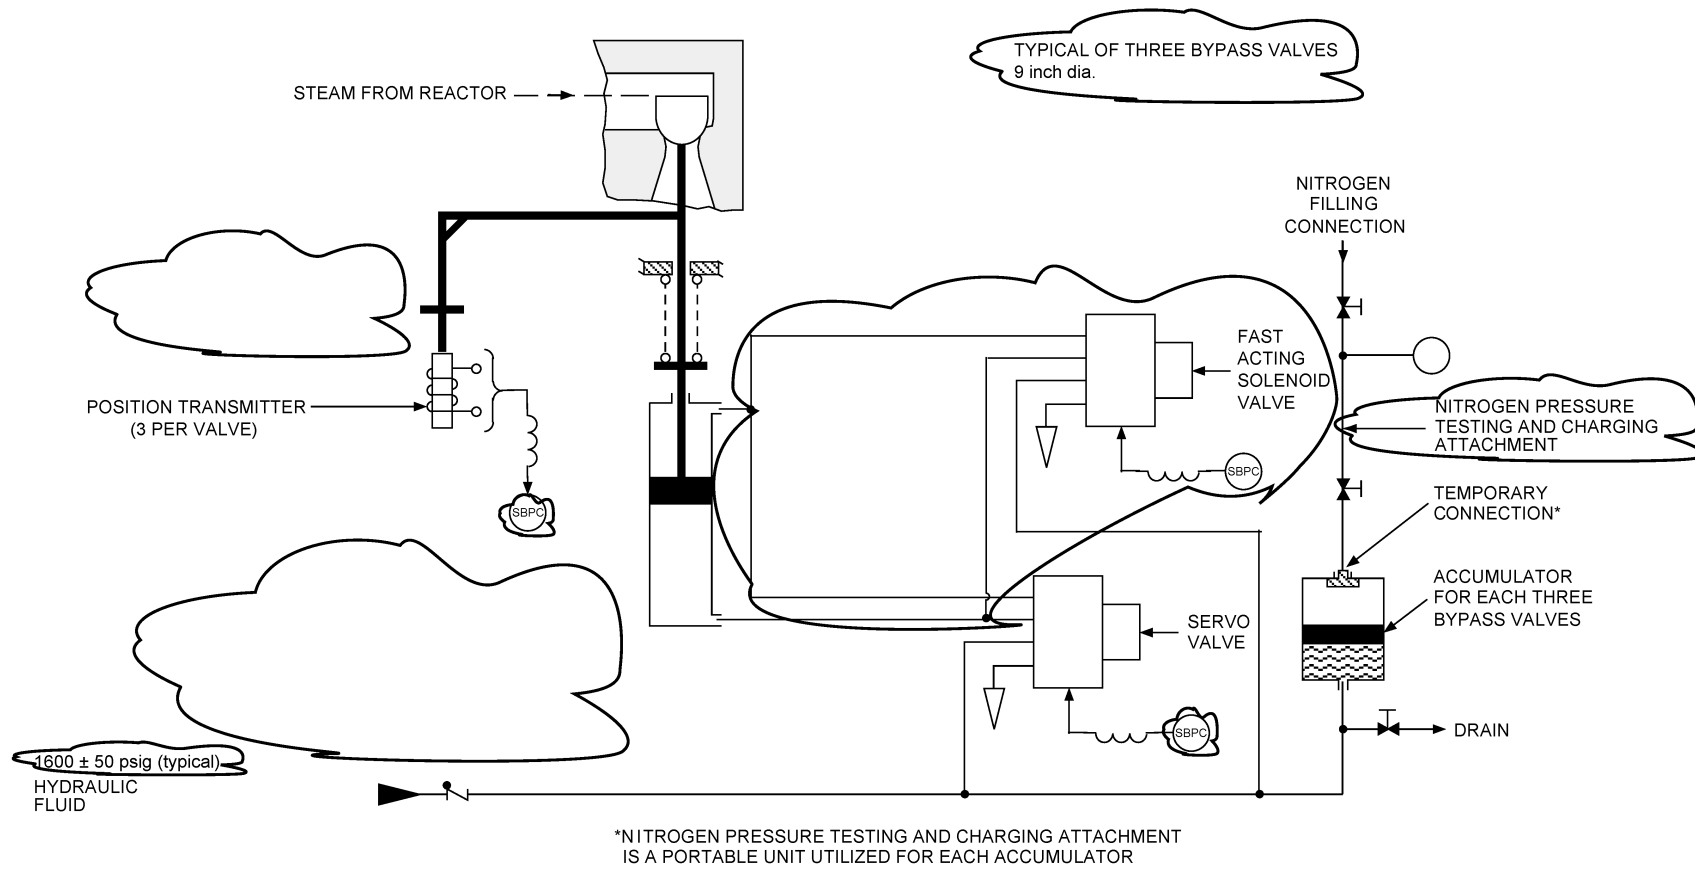 TYPICAL OF THREE BYPASS VALVES
9 inch dia.
STEAM FROM REACTOR
NITROGEN
FILLING
CONNECTION
FAST
ACTING
SOLENOID
VALVE
POSITION TRANSMITTER
(3 PER VALVE)
NITROGEN PRESSURE
TESTING AND CHARGING
ATTACHMENT
SBPC
SBPC
TEMPORARY
CONNECTION*
ACCUMULATOR
FOR EACH THREE
BYPASS VALVES
SERVO
VALVE
SBPC
DRAIN
1600 ± 50 psig (typical)
HYDRAULIC
FLUID
*NITROGEN PRESSURE TESTING AND CHARGING ATTACHMENT
IS A PORTABLE UNIT UTILIZED FOR EACH ACCUMULATOR